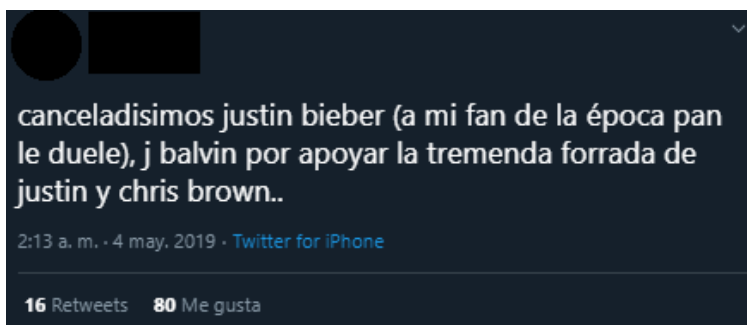 canceladisimos justin bieber (a mi fan de la época pan
le duele), j balvin por apoyar la tremenda forrada de
justin y chris brown..
2:13 a. m. · 4 may. 2019 · Twitter for iPhone
16 Retweets 80 Me gusta